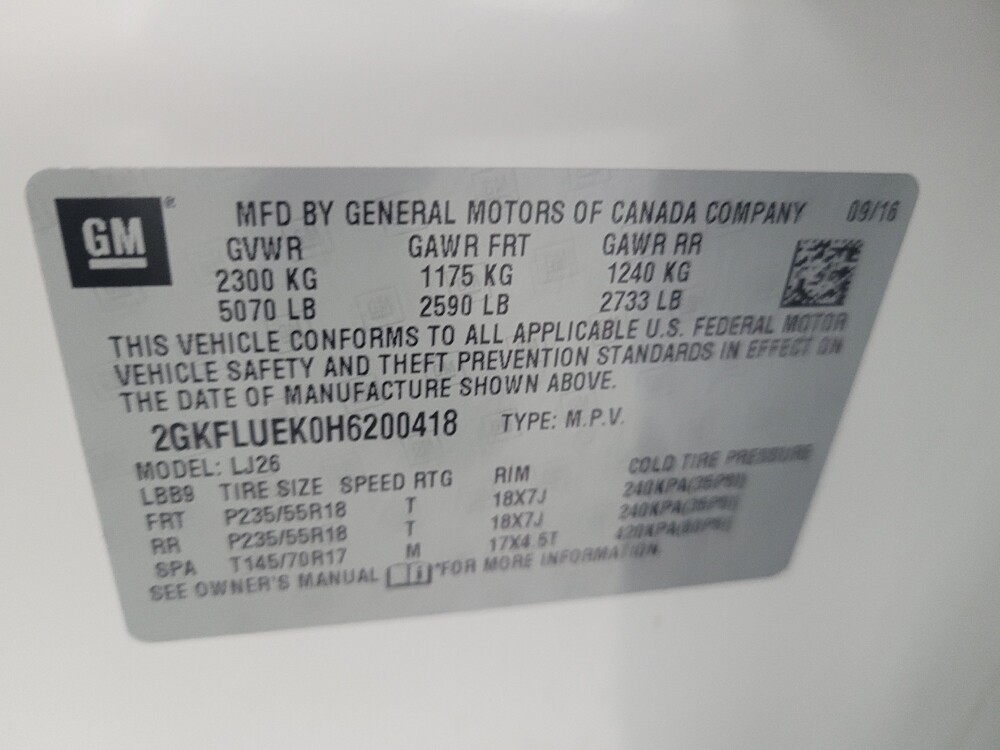 GM® MFD BY GENERAL MOTORS OF CANADA COMPANY 09/16
GVWR GAWR FRT GAWR RR
2300 KG 1175 KG 1240 KG
5070 LB 2590 LB 2733 LB
THIS VEHICLE CONFORMS TO ALL APPLICABLE U.S. FEDERAL MOTOR
VEHICLE SAFETY AND THEFT PREVENTION STANDARDS IN EFFECT ON
THE DATE OF MANUFACTURE SHOWN ABOVE.
2GKFLUEK0H6200418 TYPE: M.P.V.
MODEL: LJ26
LBB9 TIRE SIZE SPEED RTG RIM COLD TIRE PRESSURE
FRT P235/55R18 T 18X7J 240KPA(35PSI)
RR P235/55R18 T 18X7J 240KPA(35PSI)
SPA T145/70R17 M 17X4.5T 420KPA(60PSI)
SEE OWNER'S MANUAL FOR MORE INFORMATION.